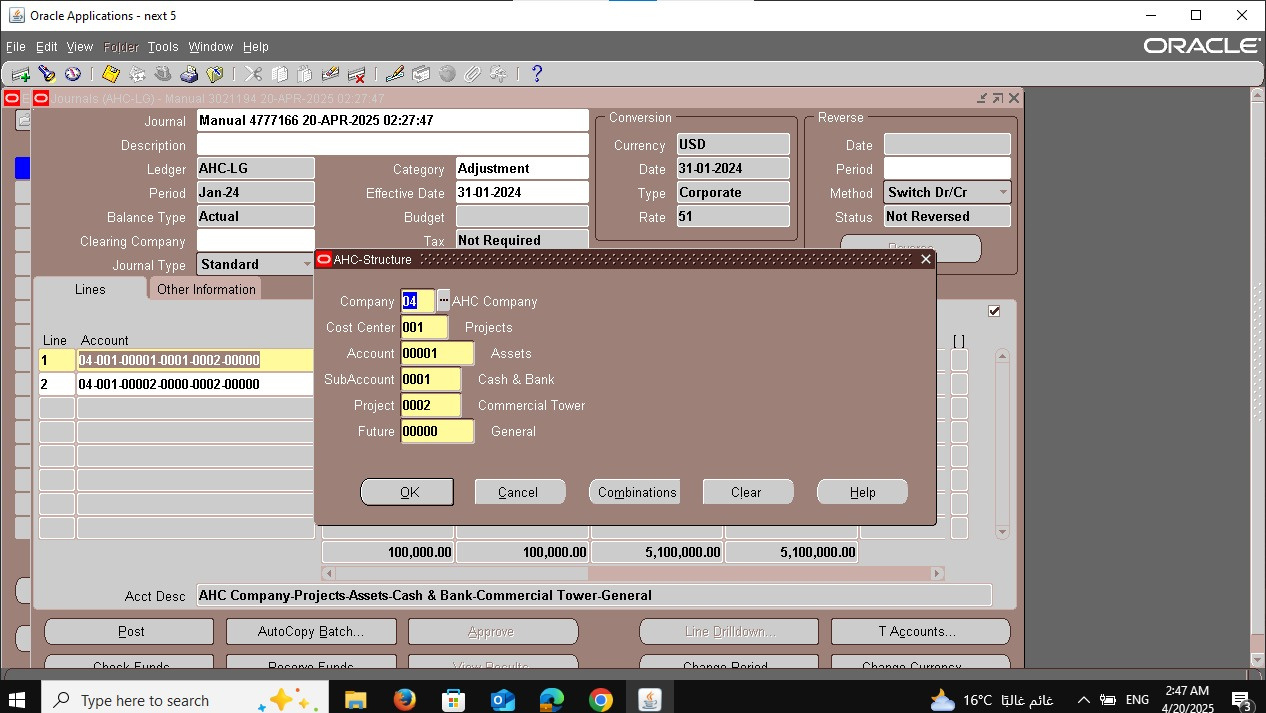 Oracle Applications - next 5
File Edit View Folder Tools Window Help
ORACLE
Journals (AHC-LG) - Manual 3021194 20-APR-2025 02:27:47
Journal Manual 4777166 20-APR-2025 02:27:47
Description
Ledger AHC-LG
Category Adjustment
Period Jan-24
Effective Date 31-01-2024
Balance Type Actual
Budget
Clearing Company
Tax Not Required
Journal Type Standard
Conversion
Currency USD
Date 31-01-2024
Type Corporate
Rate 51
Reverse
Date
Period
Method Switch Dr/Cr
Status Not Reversed
Reverse
AHC-Structure
Company 04 ... AHC Company
Cost Center 001 Projects
Account 00001 Assets
SubAccount 0001 Cash & Bank
Project 0002 Commercial Tower
Future 00000 General
OK Cancel Combinations Clear Help
Lines Other Information
Line Account
[ ]
1 04-001-00001-0001-0002-00000
2 04-001-00002-0000-0002-00000
100,000.00 100,000.00 5,100,000.00 5,100,000.00
Acct Desc AHC Company-Projects-Assets-Cash & Bank-Commercial Tower-General
Post AutoCopy Batch... Approve Line Drilldown... T Accounts...
Check Funds Reserve Funds View Results Change Period... Change Currency...
Type here to search
16°C غائم غالبًا
ENG
2:47 AM
4/20/2025
3